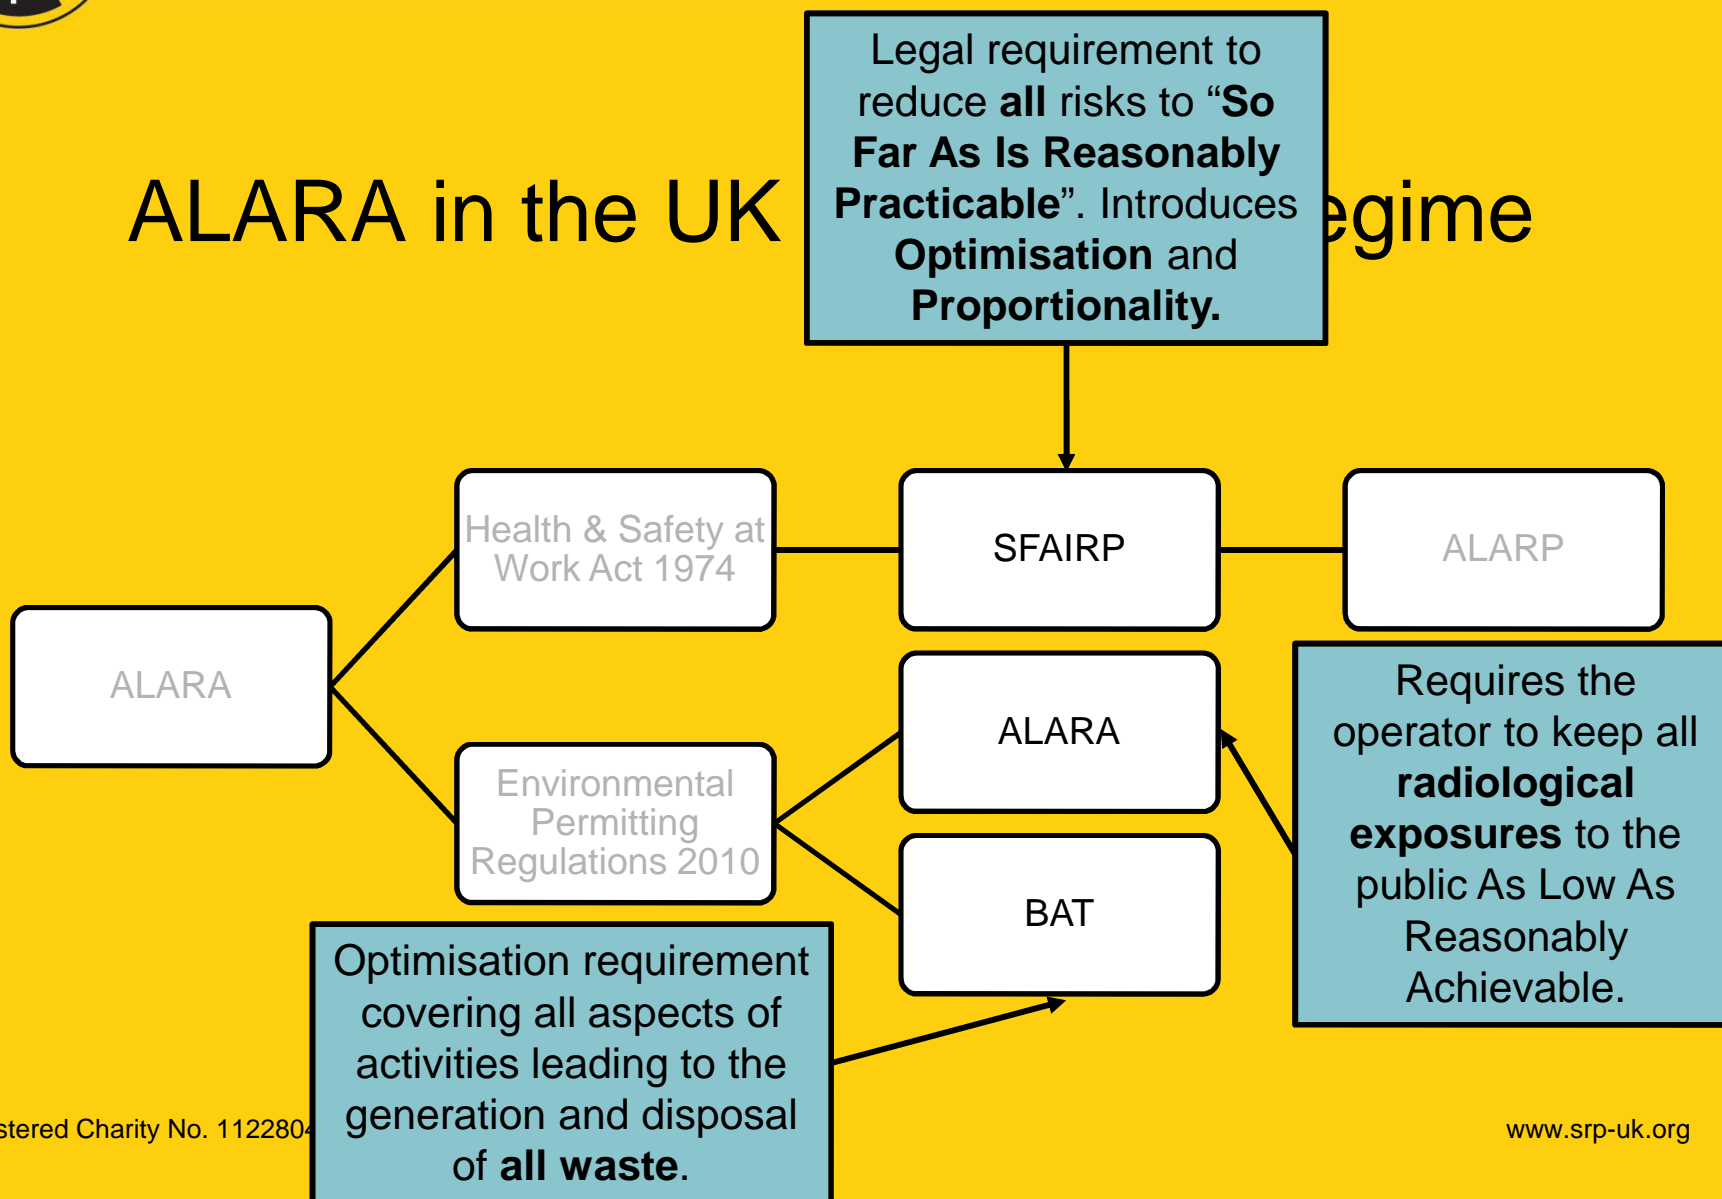 Legal requirement to
reduce all risks to “So
Far As Is Reasonably
Practicable”. Introduces
Optimisation and
Proportionality.
ALARA in the UK egime
Health & Safety at
Work Act 1974
SFAIRP
ALARP
ALARA
Environmental
Permitting
Regulations 2010
ALARA
BAT
Requires the
operator to keep all
radiological
exposures to the
public As Low As
Reasonably
Achievable.
Optimisation requirement
covering all aspects of
activities leading to the
generation and disposal
of all waste.
stered Charity No. 112280
www.srp-uk.org